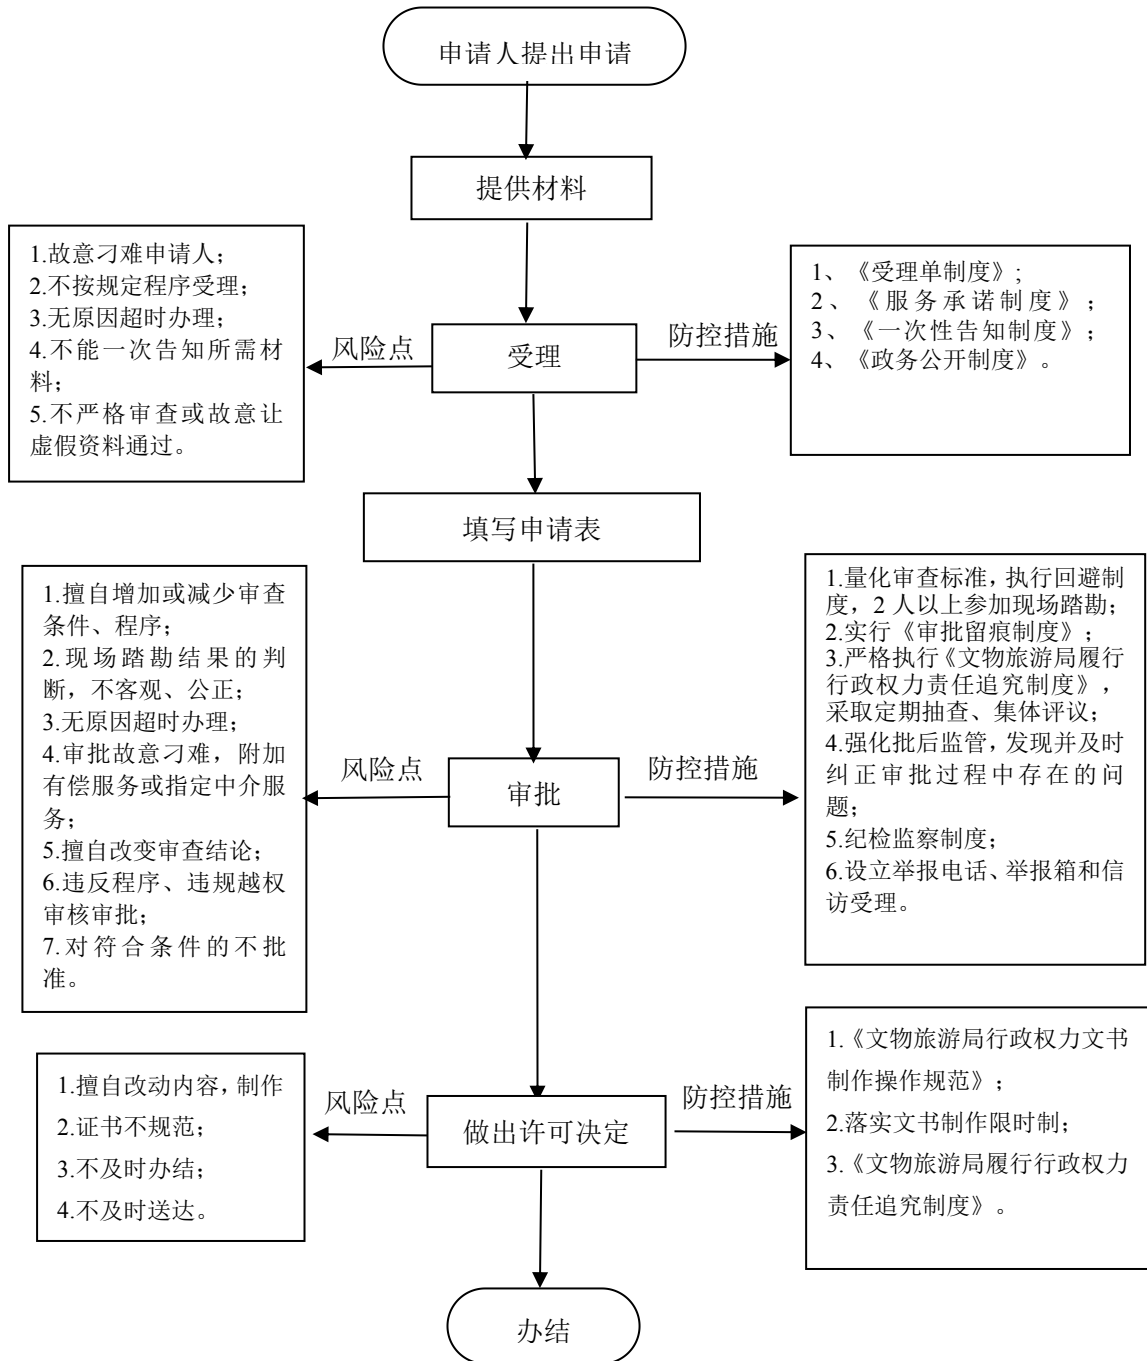 申请人提出申请
提供材料
1.故意刁难申请人；
2.不按规定程序受理；
3.无原因超时办理；
4.不能一次告知所需材
料；
5.不严格审查或故意让
虚假资料通过。
风险点
受理
防控措施
1、《受理单制度》;
2、《服务承诺制度》；
3、《一次性告知制度》；
4、《政务公开制度》。
填写申请表
1.擅自增加或减少审查
条件、程序；
2.现场踏勘结果的判
断，不客观、公正；
3.无原因超时办理；
4.审批故意刁难，附加
有偿服务或指定中介服
务；
5.擅自改变审查结论；
6.违反程序、违规越权
审核审批；
7.对符合条件的不批
准。
风险点
审批
防控措施
1.量化审查标准，执行回避制
度，2 人以上参加现场踏勘；
2.实行《审批留痕制度》；
3.严格执行《文物旅游局履行
行政权力责任追究制度》，
采取定期抽查、集体评议；
4.强化批后监管，发现并及时
纠正审批过程中存在的问
题；
5.纪检监察制度；
6.设立举报电话、举报箱和信
访受理。
1.擅自改动内容，制作
2.证书不规范；
3.不及时办结；
4.不及时送达。
风险点
做出许可决定
防控措施
1.《文物旅游局行政权力文书
制作操作规范》；
2.落实文书制作限时制；
3.《文物旅游局履行行政权力
责任追究制度》。
办结